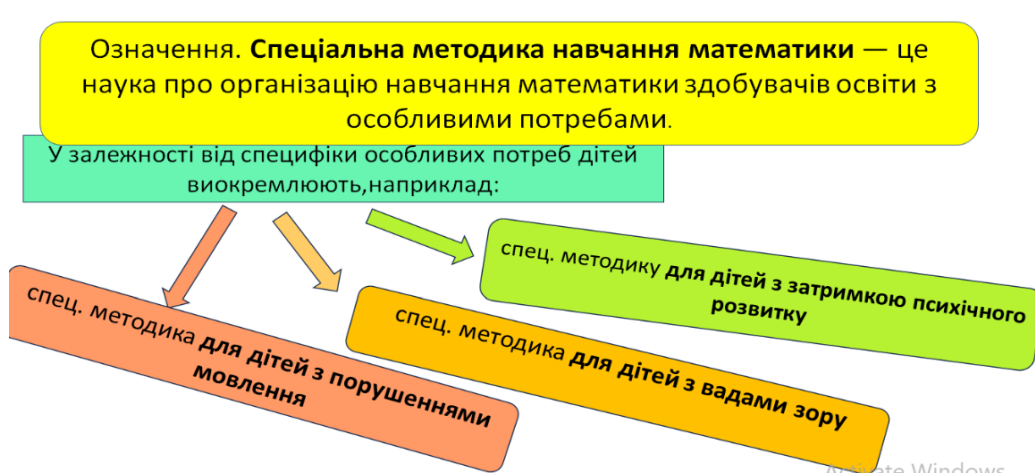 Означення. Спеціальна методика навчання математики — це
наука про організацію навчання математики здобувачів освіти з
особливими потребами.
У залежності від специфіки особливих потреб дітей
виокремлюють,наприклад:
спец. методику для дітей з затримкою психічного
розвитку
спец. методика для дітей з вадами зору
спец. методика для дітей з порушеннями
мовлення
Activate Windows